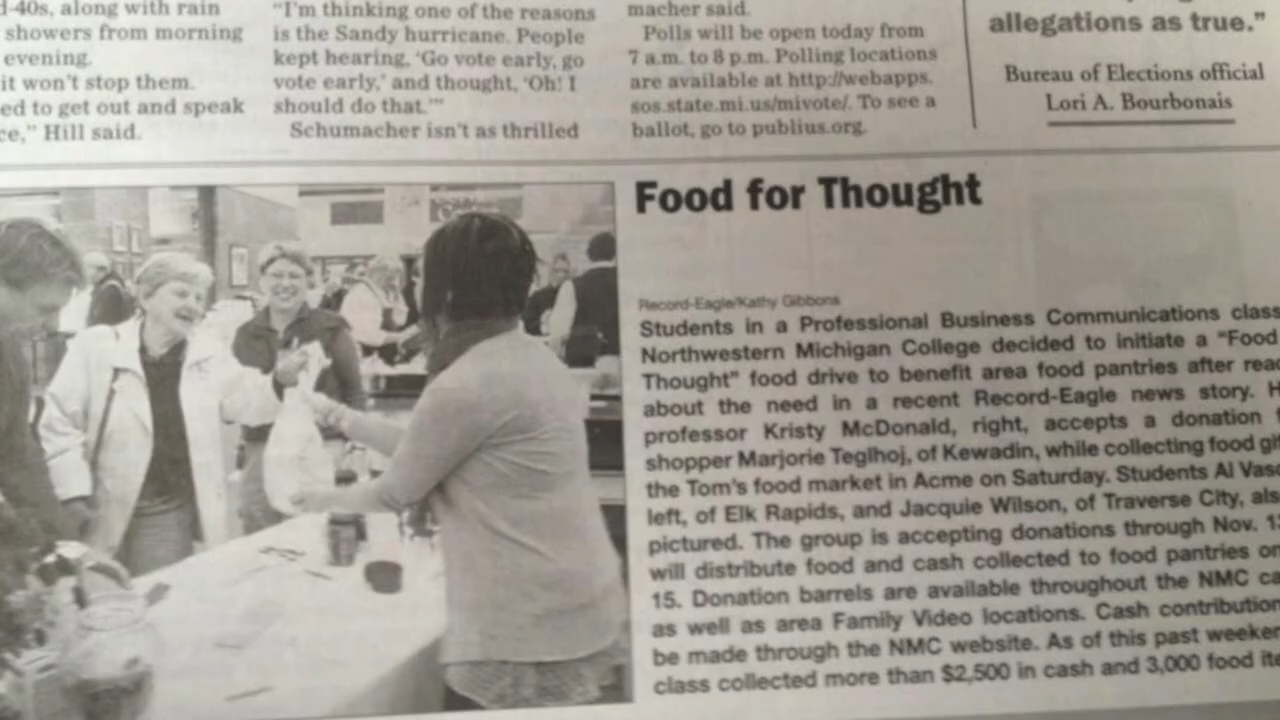 d-40s, along with rain
showers from morning
evening.
it won't stop them.
ed to get out and speak
ce," Hill said.
"I'm thinking one of the reasons
is the Sandy hurricane. People
kept hearing, 'Go vote early, go
vote early,' and thought, 'Oh! I
should do that.'"
Schumacher isn't as thrilled
macher said.
Polls will be open today from
7 a.m. to 8 p.m. Polling locations
are available at http://webapps.
sos.state.mi.us/mivote/. To see a
ballot, go to publius.org.
allegations as true."
Bureau of Elections official
Lori A. Bourbonais
Food for Thought
Record-Eagle/Kathy Gibbons
Students in a Professional Business Communications class
Northwestern Michigan College decided to initiate a "Food
Thought" food drive to benefit area food pantries after read
about the need in a recent Record-Eagle news story. H
professor Kristy McDonald, right, accepts a donation
shopper Marjorie Teglhoj, of Kewadin, while collecting food gif
the Tom's food market in Acme on Saturday. Students Al Vasq
left, of Elk Rapids, and Jacquie Wilson, of Traverse City, als
pictured. The group is accepting donations through Nov. 1
will distribute food and cash collected to food pantries on
15. Donation barrels are available throughout the NMC ca
as well as area Family Video locations. Cash contribution
be made through the NMC website. As of this past weeken
class collected more than $2,500 in cash and 3,000 food ite